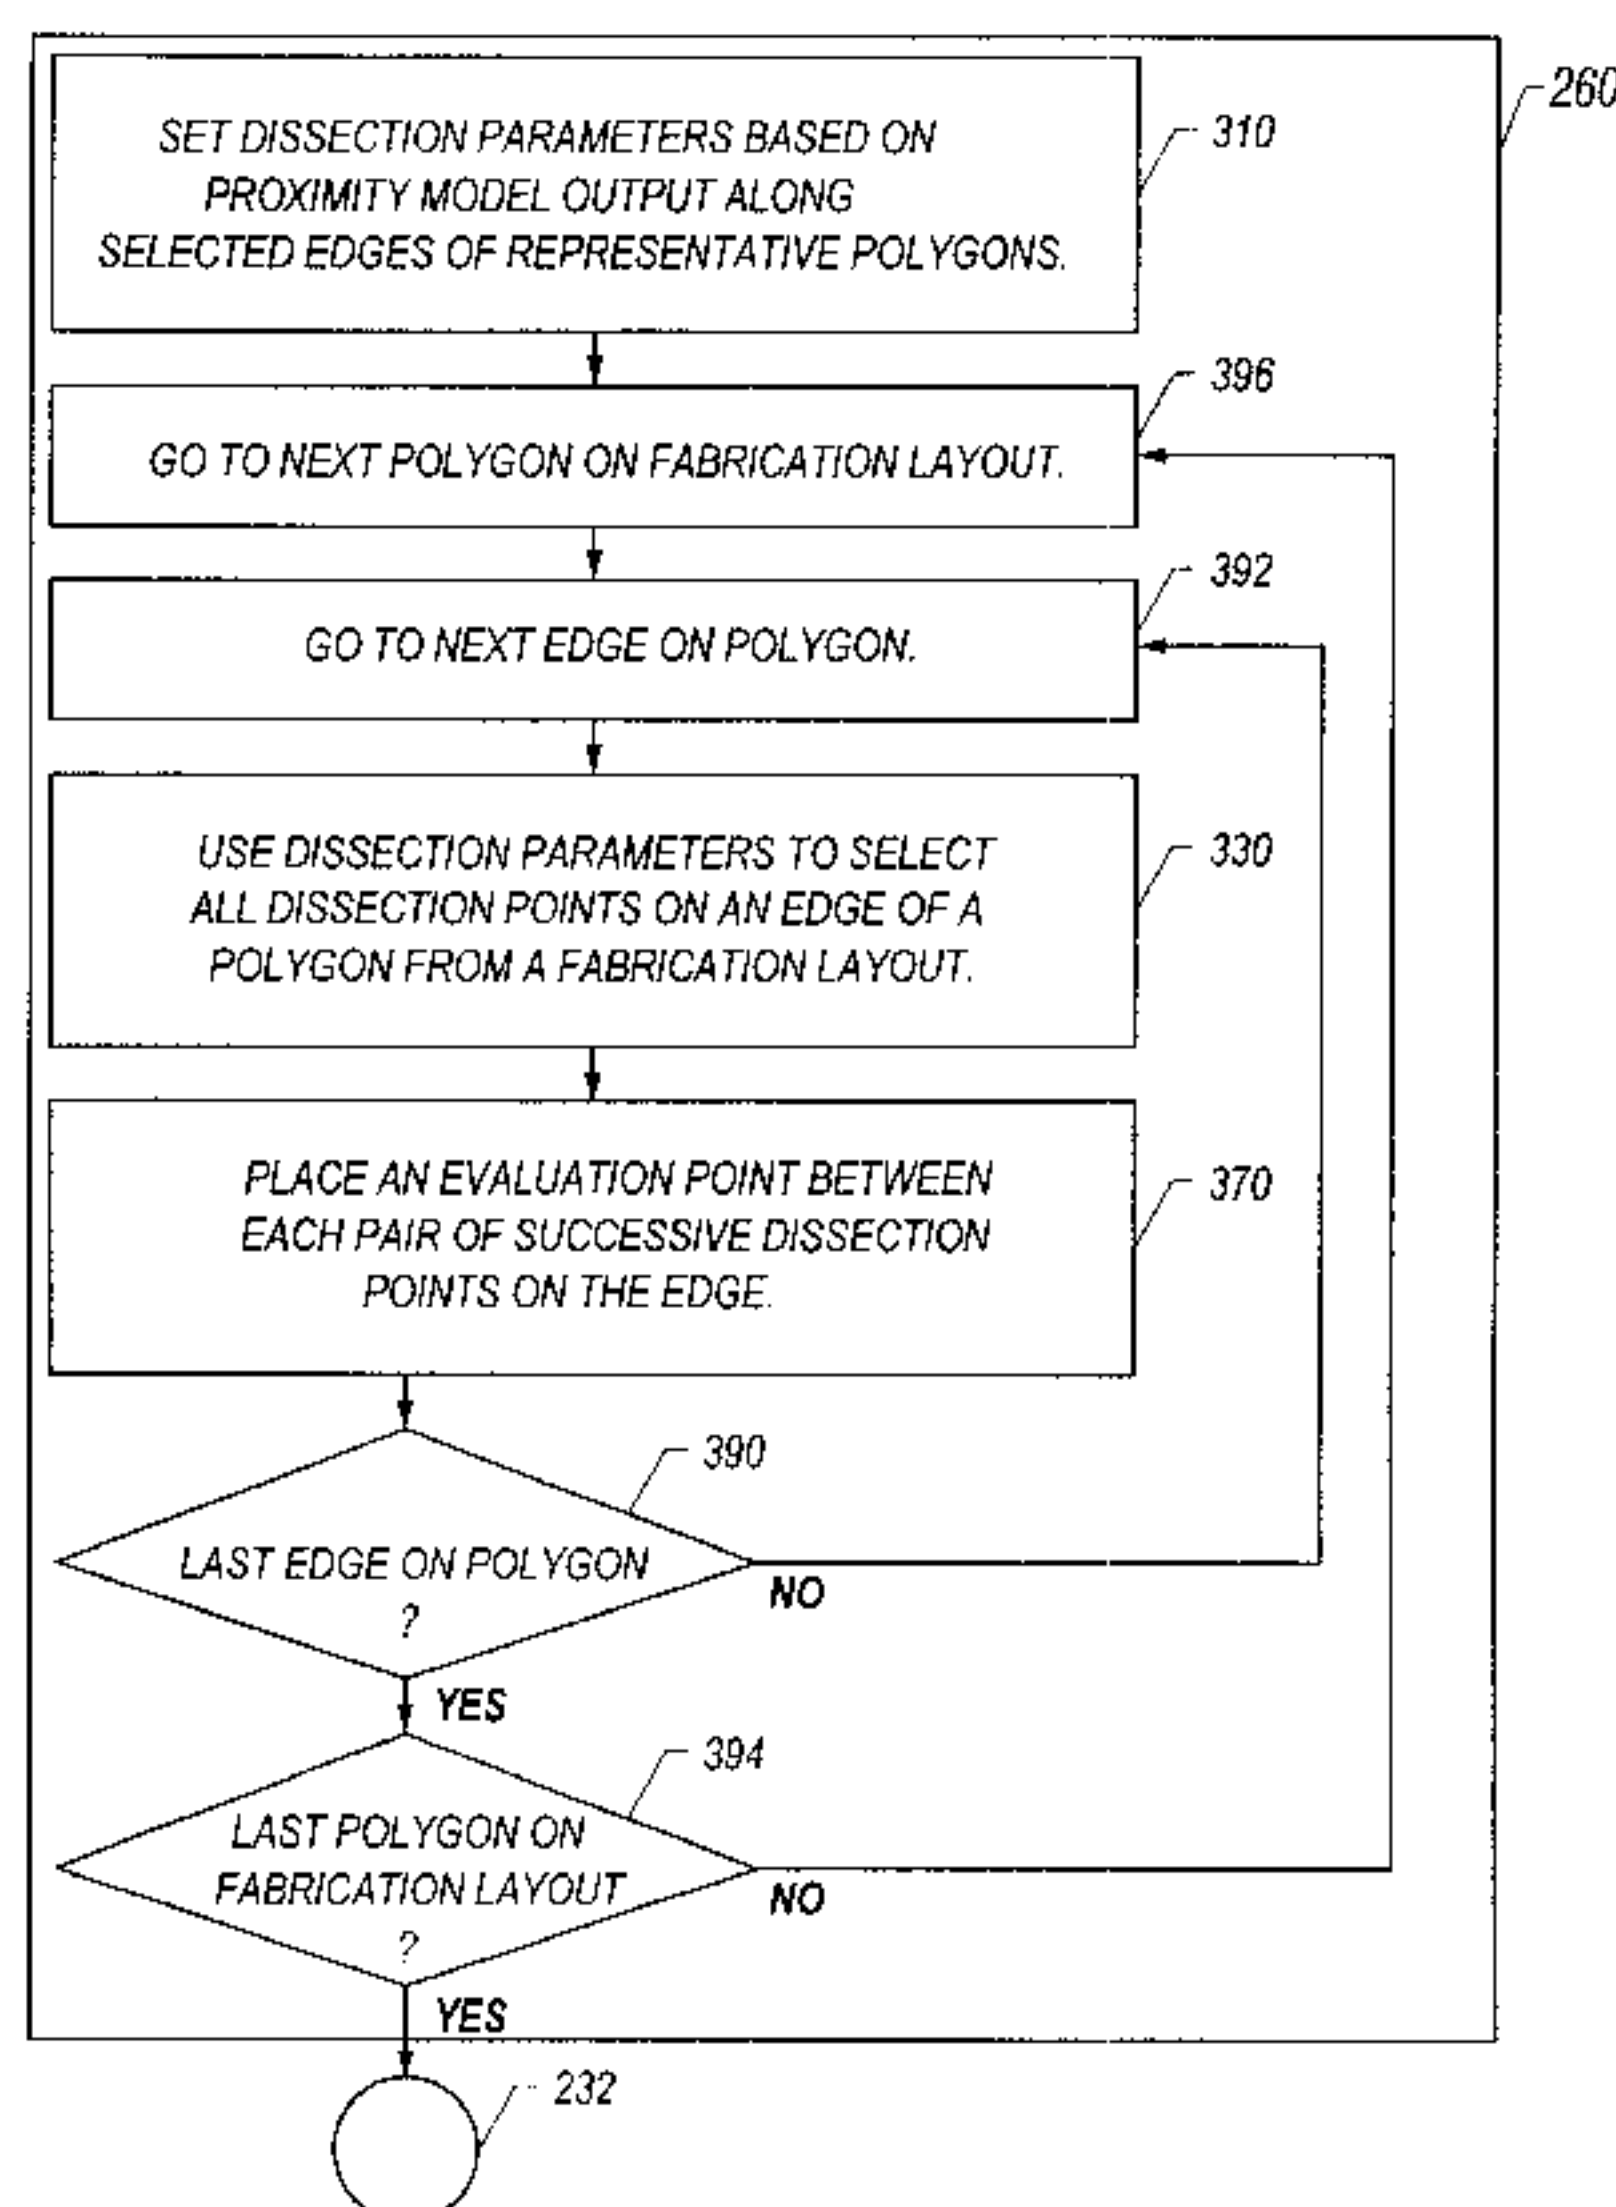 260
SET DISSECTION PARAMETERS BASED ON
PROXIMITY MODEL OUTPUT ALONG
SELECTED EDGES OF REPRESENTATIVE POLYGONS.
310
396
GO TO NEXT POLYGON ON FABRICATION LAYOUT.
392
GO TO NEXT EDGE ON POLYGON.
USE DISSECTION PARAMETERS TO SELECT
ALL DISSECTION POINTS ON AN EDGE OF A
POLYGON FROM A FABRICATION LAYOUT.
330
PLACE AN EVALUATION POINT BETWEEN
EACH PAIR OF SUCCESSIVE DISSECTION
POINTS ON THE EDGE.
370
390
LAST EDGE ON POLYGON
?
NO
YES
394
LAST POLYGON ON
FABRICATION LAYOUT
?
NO
YES
232